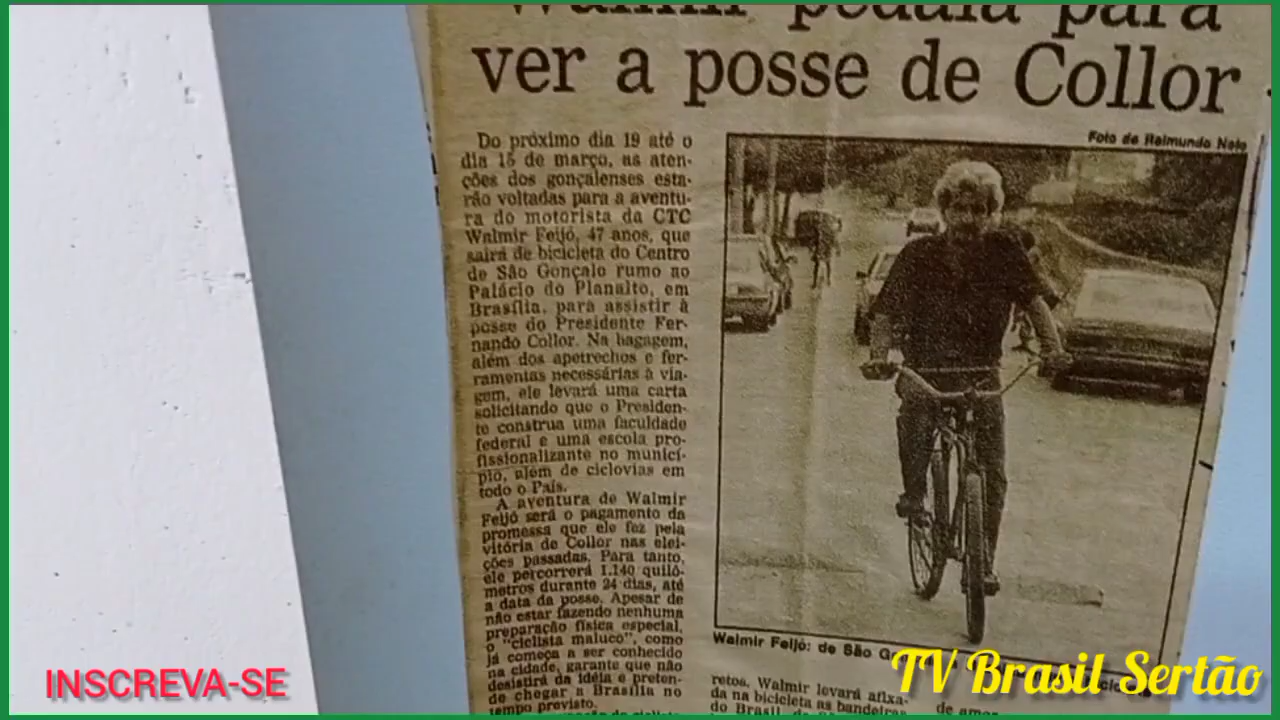 Walmir pedala para
ver a posse de Collor
Foto de Raimundo Neto
Do próximo dia 19 até o
dia 15 de março, as aten-
ções dos gonçalenses esta-
rão voltadas para a aventu-
ra do motorista da CTC
Walmir Feijó, 47 anos, que
sairá de bicicleta do Centro
de São Gonçalo rumo ao
Palácio do Planalto, em
Brasília, para assistir à
posse do Presidente Fer-
nando Collor. Na bagagem,
além dos apetrechos e fer-
ramentas necessárias à via-
gem, ele levará uma carta
solicitando que o Presiden-
te construa uma faculdade
federal e uma escola pro-
fissionalizante no municí-
pio, além de ciclovias em
todo o País.
A aventura de Walmir
Feijó será o pagamento da
promessa que ele fez pela
vitória de Collor nas elei-
ções passadas. Para tanto,
ele percorrerá 1.140 quilô-
metros durante 24 dias, até
a data da posse. Apesar de
não estar fazendo nenhuma
preparação física especial,
o "ciclista maluco", como
já começa a ser conhecido
na cidade, garante que não
desistirá da idéia e preten-
de chegar a Brasília no
tempo previsto.
Walmir Feijó: de São
retos. Walmir levará afixa-
da na bicicleta as bandeiras
do Brasil
de amor
INSCREVA-SE
TV Brasil Sertão